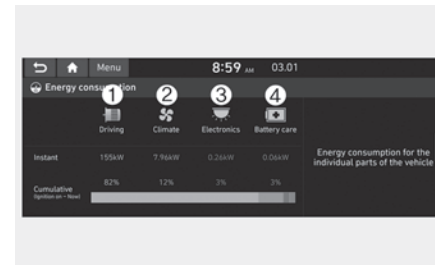 Menu 8:59 AM 03.01
Energy consumption
1 2 3 4
Driving Climate Electronics Battery care
Instant 155kW 7.96kW 0.26kW 0.06kW
Cumulative 82% 12% 3% 3%
(Ignition on - Now)
Energy consumption for the
individual parts of the vehicle